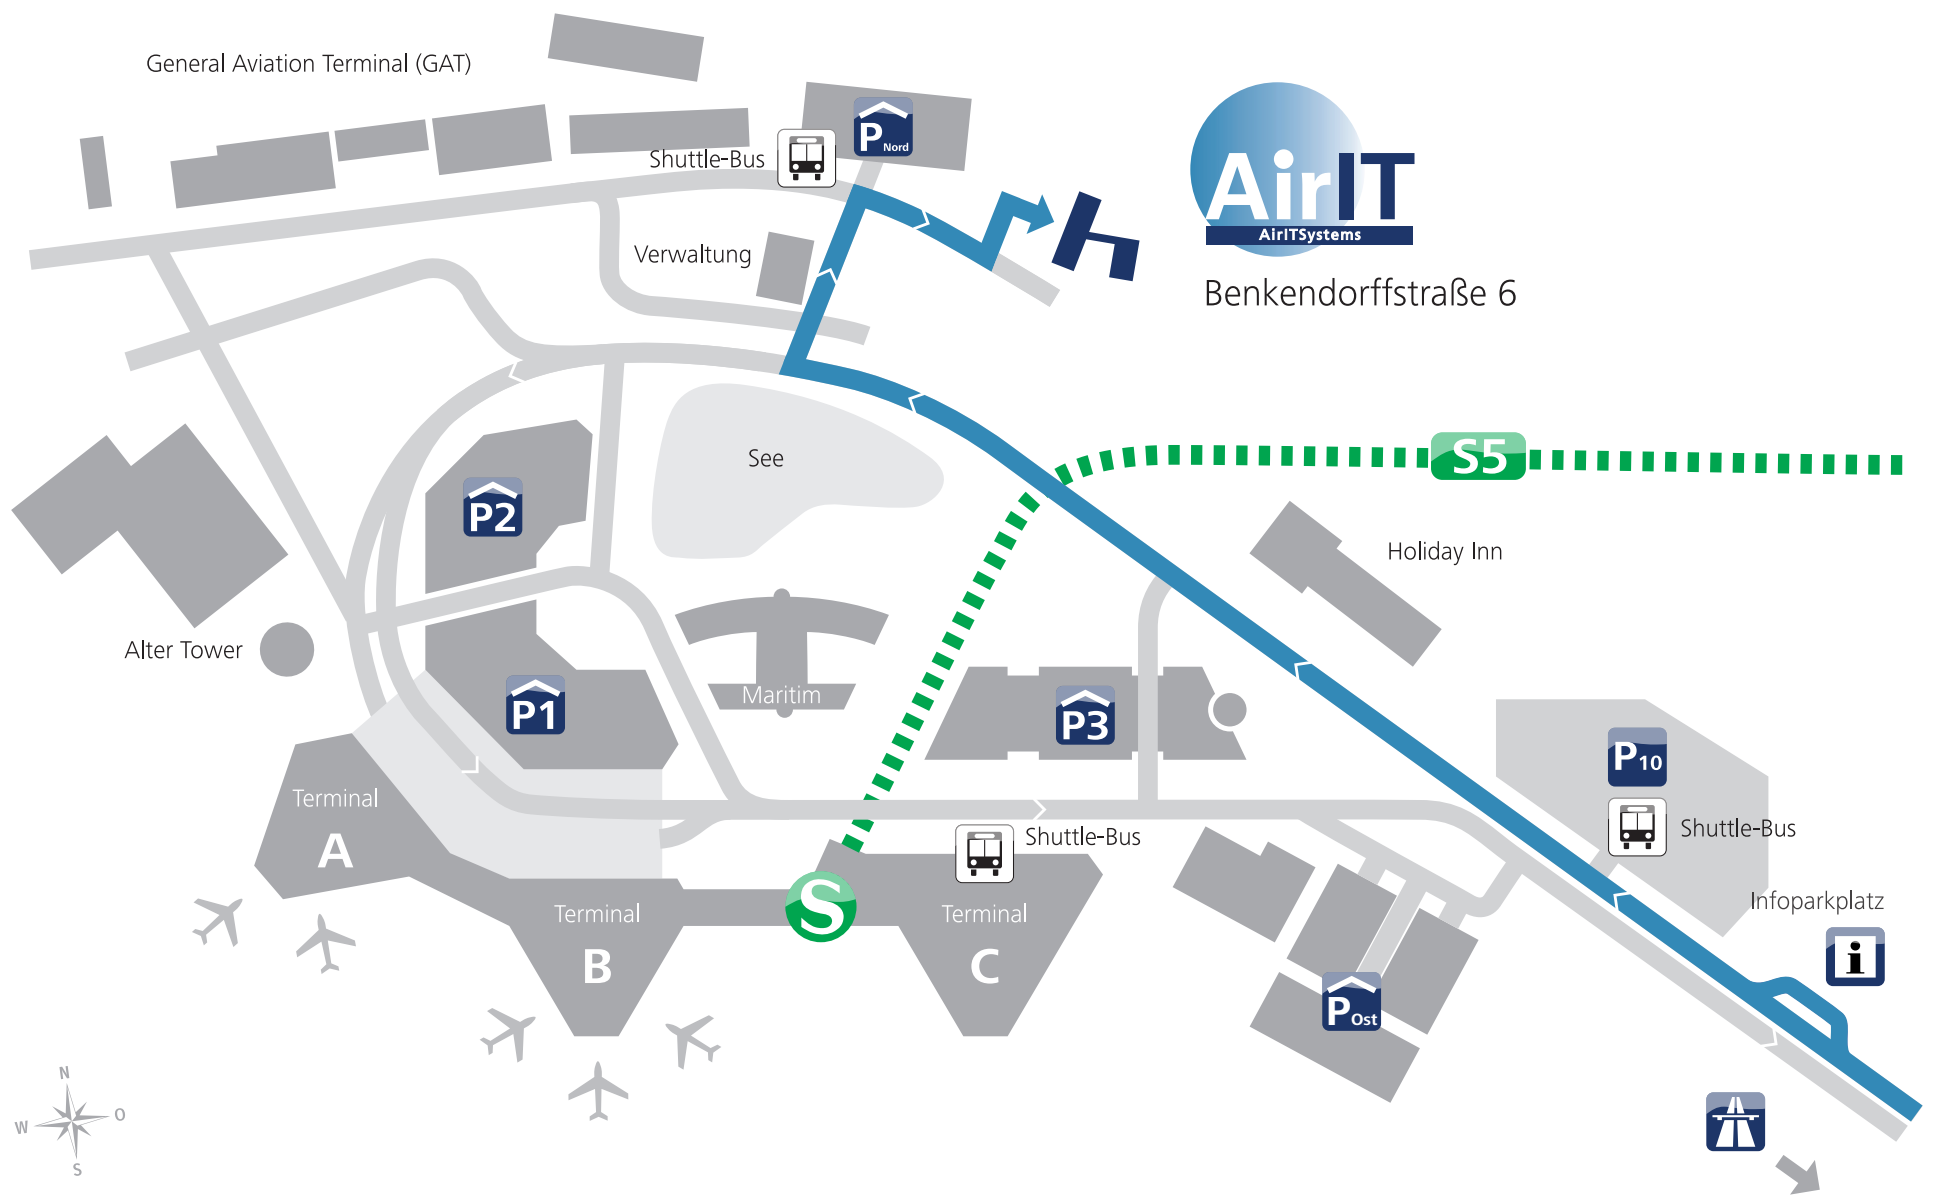 General Aviation Terminal (GAT)
P Nord
Shuttle-Bus
AirIT
AirITSystems
Benkendorffstraße 6
Verwaltung
See
S5
P2
Holiday Inn
Alter Tower
P1
Maritim
P3
P10
Terminal
A
Shuttle-Bus
Shuttle-Bus
Infoparkplatz
i
S
Terminal
B
Terminal
C
P Ost
N
W
O
S